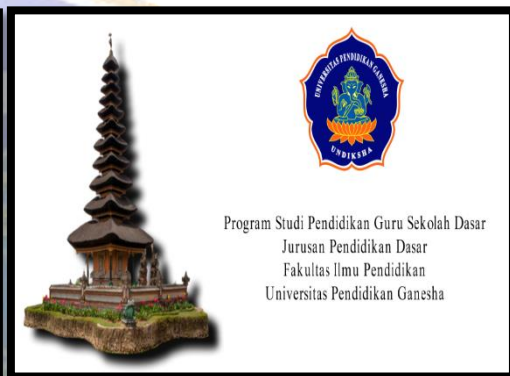 UNIVERSITAS PENDIDIKAN GANESHA
UNDIKSHA
Program Studi Pendidikan Guru Sekolah Dasar
Jurusan Pendidikan Dasar
Fakultas Ilmu Pendidikan
Universitas Pendidikan Ganesha